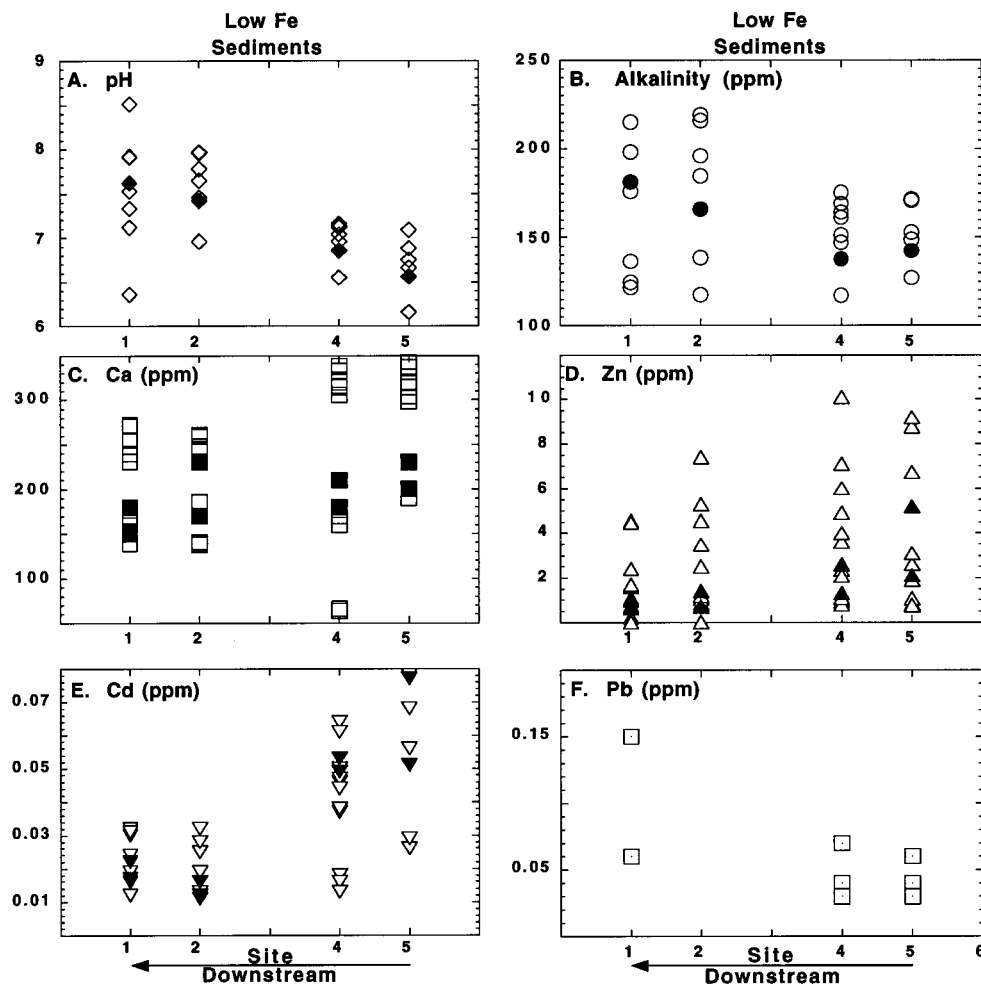 Low Fe
Sediments
Low Fe
Sediments
A. pH
9
8
7
6
1 2 4 5
B. Alkalinity (ppm)
250
200
150
100
1 2 4 5
C. Ca (ppm)
300
200
100
1 2 4 5
D. Zn (ppm)
10
8
6
4
2
1 2 4 5
E. Cd (ppm)
0.07
0.05
0.03
0.01
1 2 4 5
Site
Downstream
F. Pb (ppm)
0.15
0.05
1 2 4 5 6
Site
Downstream